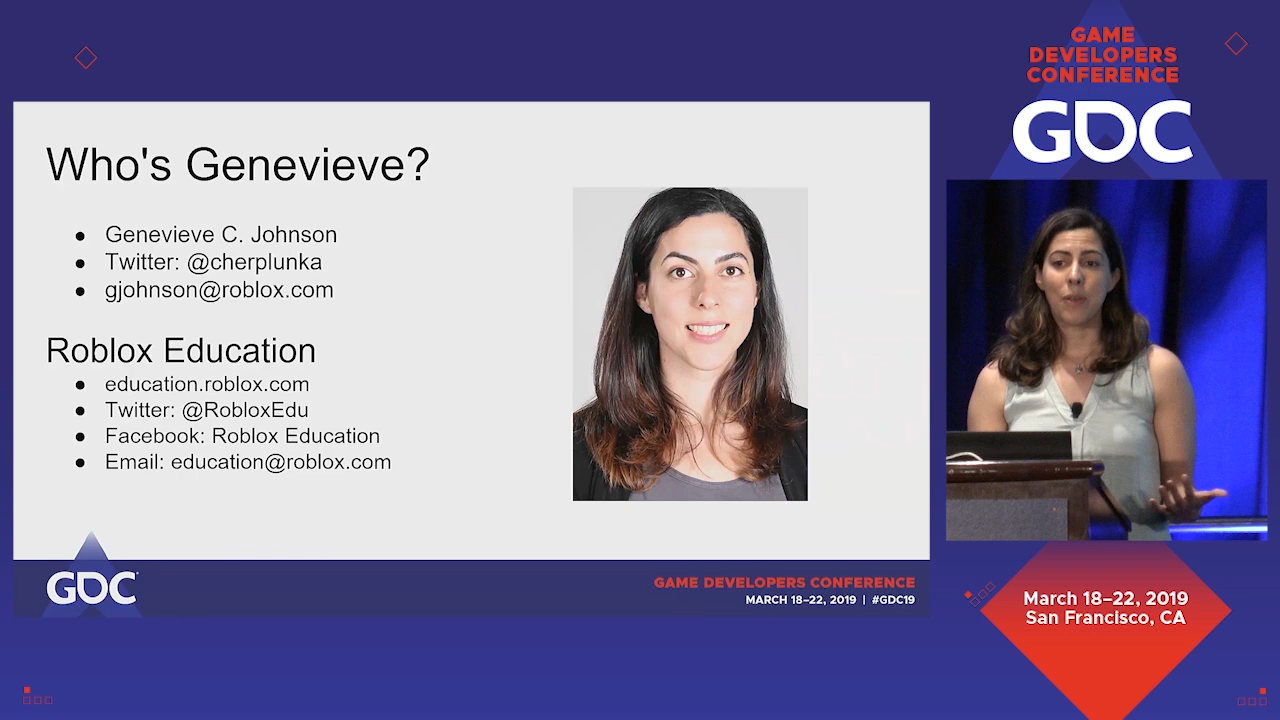 GAME
DEVELOPERS
CONFERENCE
GDC
Who's Genevieve?
● Genevieve C. Johnson
● Twitter: @cherplunka
● gjohnson@roblox.com
Roblox Education
● education.roblox.com
● Twitter: @RobloxEdu
● Facebook: Roblox Education
● Email: education@roblox.com
GDC
GAME DEVELOPERS CONFERENCE
MARCH 18–22, 2019 | #GDC19
March 18–22, 2019
San Francisco, CA